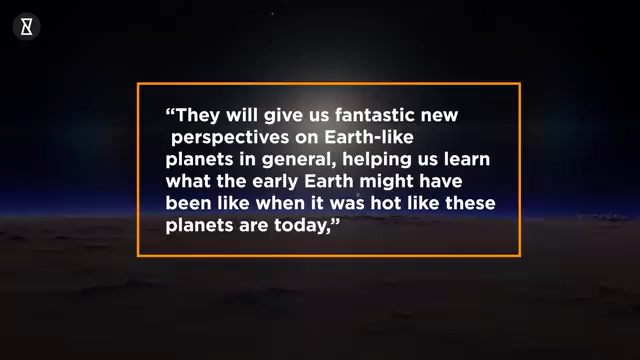 “They will give us fantastic new
perspectives on Earth-like
planets in general, helping us learn
what the early Earth might have
been like when it was hot like these
planets are today,”